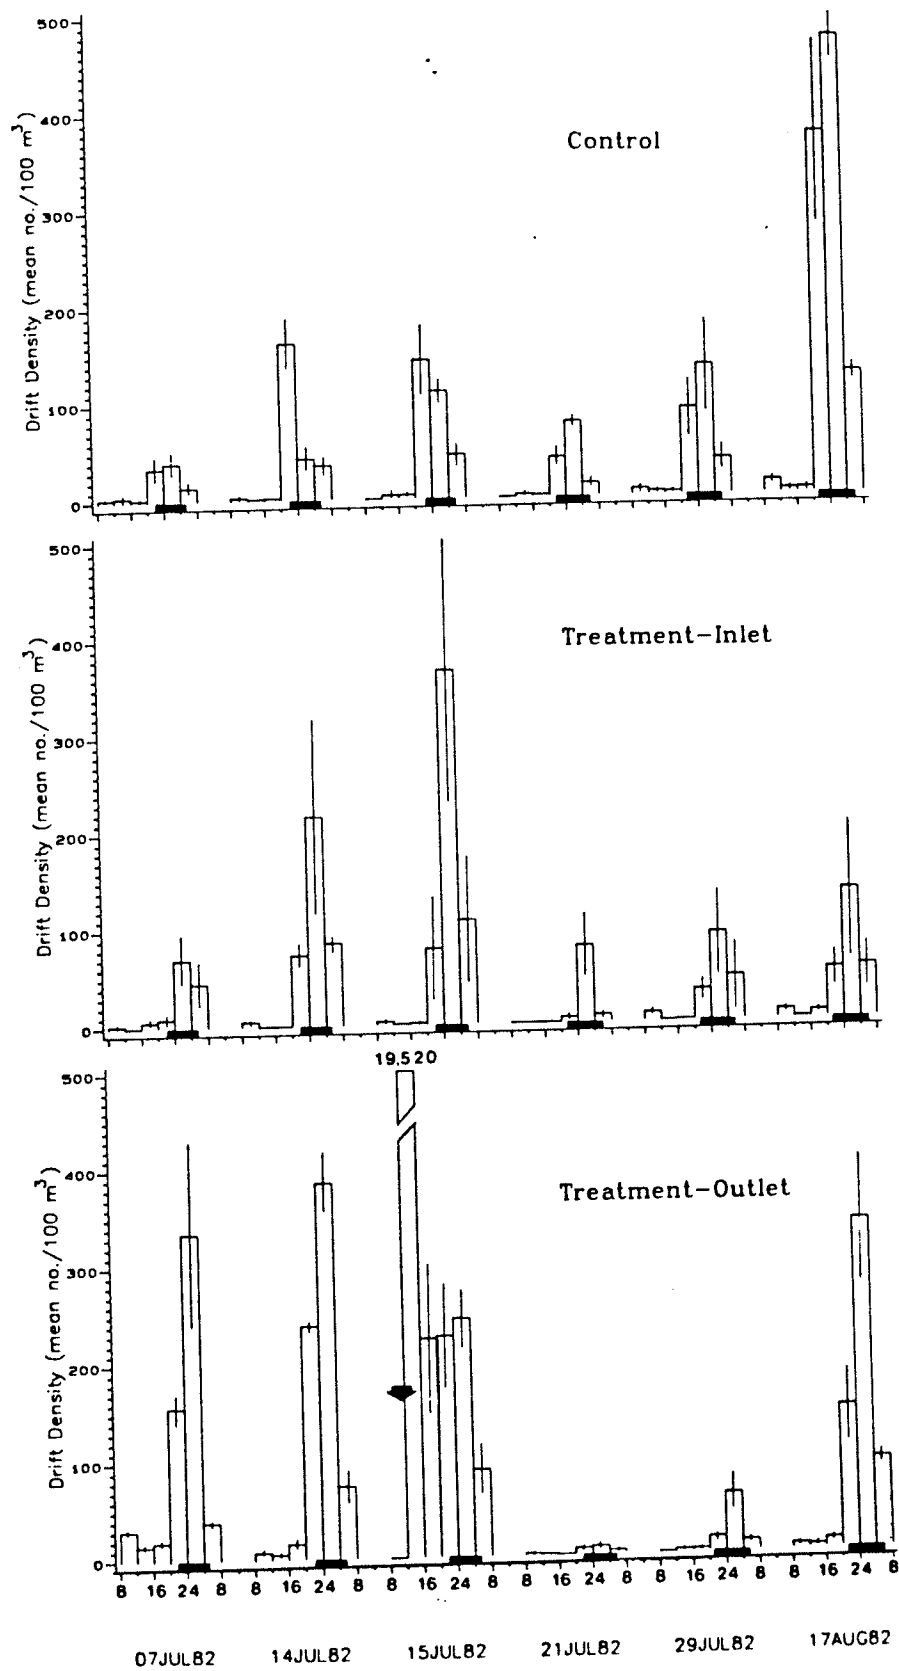 500
400
300
200
100
0
Drift Density (mean no./100 m³)
Control
500
400
300
200
100
0
Drift Density (mean no./100 m³)
Treatment-Inlet
19,520
500
400
300
200
100
0
Drift Density (mean no./100 m³)
Treatment-Outlet
8 16 24 8 8 16 24 8 8 16 24 8 8 16 24 8 8 16 24 8 8 16 24 8
07JUL82 14JUL82 15JUL82 21JUL82 29JUL82 17AUG82